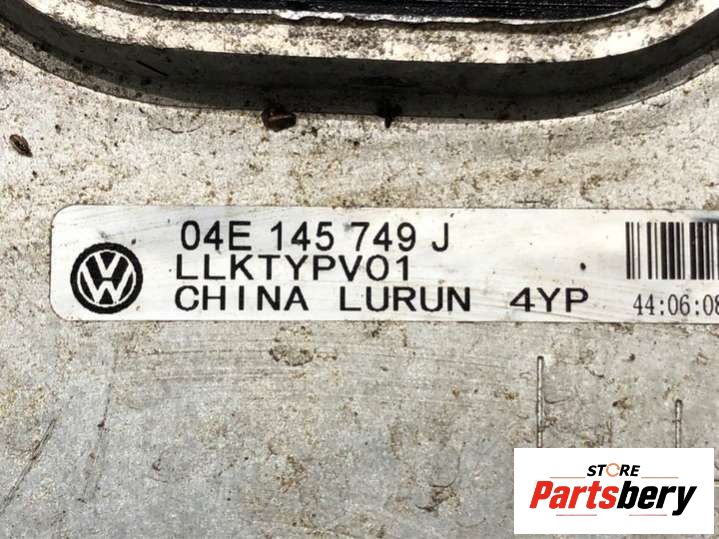 04E 145 749 J
LLKTYPV01
CHINA LURUN 4YP
44:06:08
STORE
Partsbery